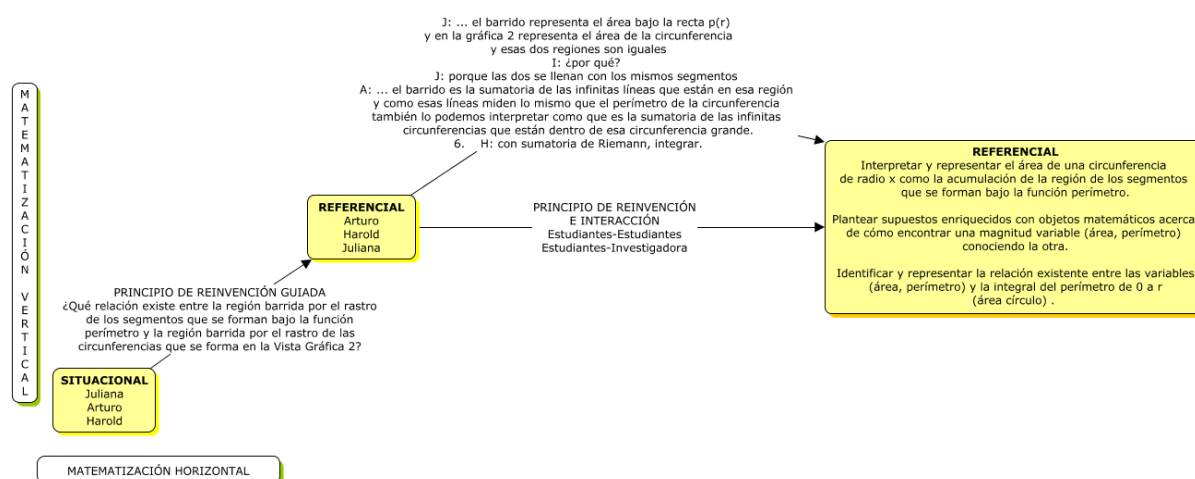 J: ... el barrido representa el área bajo la recta p(r)
y en la gráfica 2 representa el área de la circunferencia
y esas dos regiones son iguales
I: ¿por qué?
J: porque las dos se llenan con los mismos segmentos
A: ... el barrido es la sumatoria de las infinitas líneas que están en esa región
y como esas líneas miden lo mismo que el perímetro de la circunferencia
también lo podemos interpretar como que es la sumatoria de las infinitas
circunferencias que están dentro de esa circunferencia grande.
6. H: con sumatoria de Riemann, integrar.
MATEMATIZACIÓN VERTICAL
REFERENCIAL
Arturo
Harold
Juliana
PRINCIPIO DE REINVENCIÓN
E INTERACCIÓN
Estudiantes-Estudiantes
Estudiantes-Investigadora
REFERENCIAL
Interpretar y representar el área de una circunferencia
de radio x como la acumulación de la región de los segmentos
que se forman bajo la función perímetro.
Plantear supuestos enriquecidos con objetos matemáticos acerca
de cómo encontrar una magnitud variable (área, perímetro)
conociendo la otra.
Identificar y representar la relación existente entre las variables
(área, perímetro) y la integral del perímetro de 0 a r
(área círculo) .
PRINCIPIO DE REINVENCIÓN GUIADA
¿Qué relación existe entre la región barrida por el rastro
de los segmentos que se forman bajo la función
perímetro y la región barrida por el rastro de las
circunferencias que se forma en la Vista Gráfica 2?
SITUACIONAL
Juliana
Arturo
Harold
MATEMATIZACIÓN HORIZONTAL